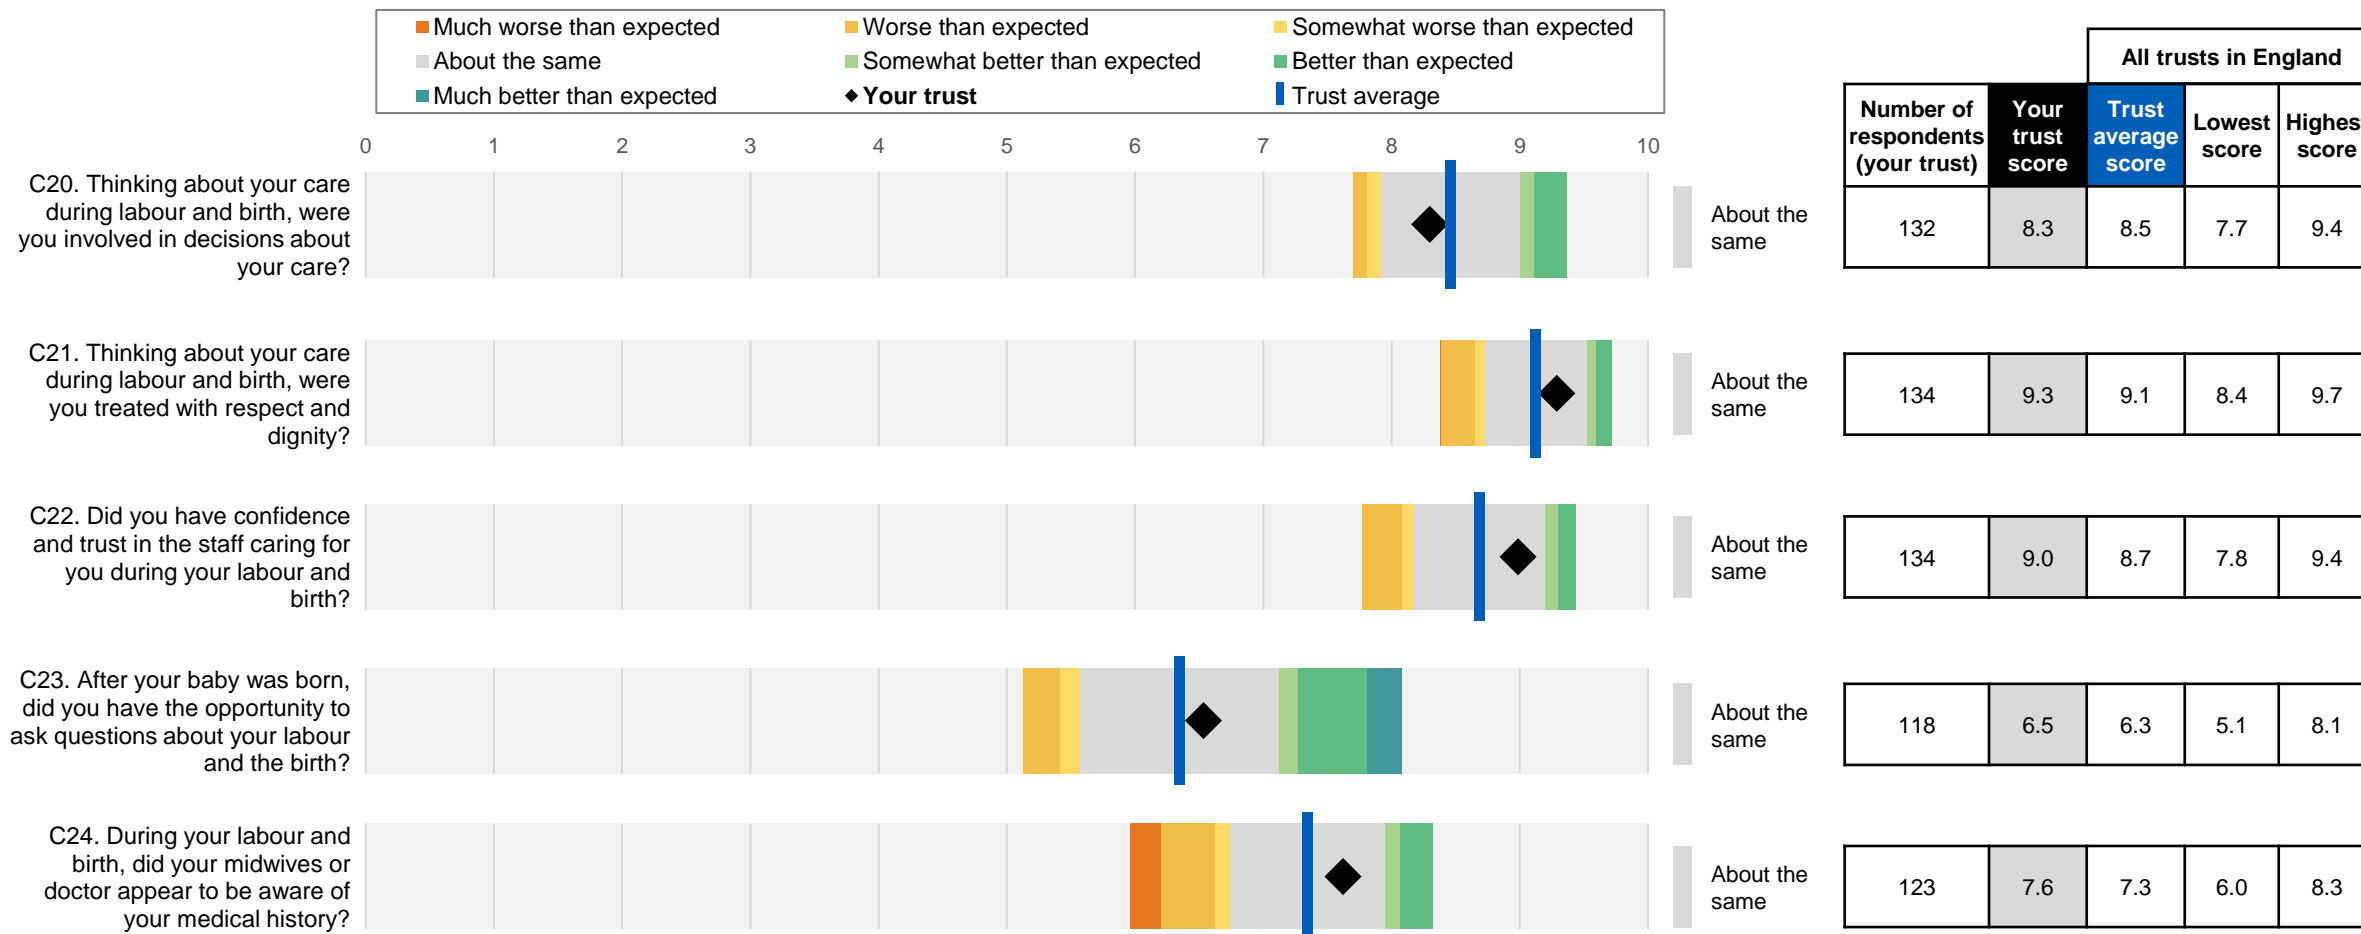 Much worse than expected
Worse than expected
Somewhat worse than expected
About the same
Somewhat better than expected
Better than expected
Much better than expected
Your trust
Trust average
All trusts in England
Number of
respondents
(your trust)
Your
trust
score
Trust
average
score
Lowest
score
Highest
score
0 1 2 3 4 5 6 7 8 9 10
C20. Thinking about your care
during labour and birth, were
you involved in decisions about
your care?
About the
same
132 8.3 8.5 7.7 9.4
C21. Thinking about your care
during labour and birth, were
you treated with respect and
dignity?
About the
same
134 9.3 9.1 8.4 9.7
C22. Did you have confidence
and trust in the staff caring for
you during your labour and
birth?
About the
same
134 9.0 8.7 7.8 9.4
C23. After your baby was born,
did you have the opportunity to
ask questions about your labour
and the birth?
About the
same
118 6.5 6.3 5.1 8.1
C24. During your labour and
birth, did your midwives or
doctor appear to be aware of
your medical history?
About the
same
123 7.6 7.3 6.0 8.3